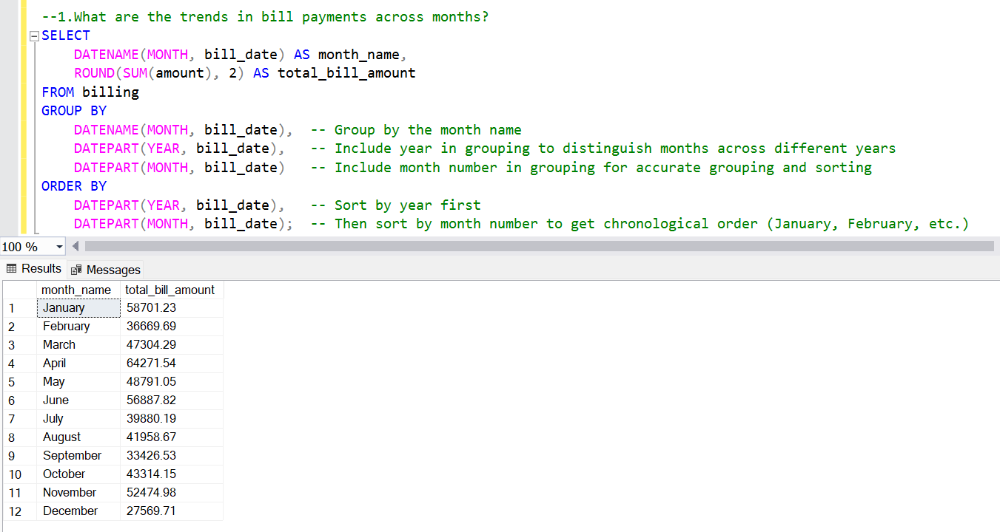 --1.What are the trends in bill payments across months?
SELECT
DATENAME(MONTH, bill_date) AS month_name,
ROUND(SUM(amount), 2) AS total_bill_amount
FROM billing
GROUP BY
DATENAME(MONTH, bill_date),  -- Group by the month name
DATEPART(YEAR, bill_date),   -- Include year in grouping to distinguish months across different years
DATEPART(MONTH, bill_date)   -- Include month number in grouping for accurate grouping and sorting
ORDER BY
DATEPART(YEAR, bill_date),   -- Sort by year first
DATEPART(MONTH, bill_date);  -- Then sort by month number to get chronological order (January, February, etc.)
100 %
Results Messages
month_name total_bill_amount
1 January 58701.23
2 February 36669.69
3 March 47304.29
4 April 64271.54
5 May 48791.05
6 June 56887.82
7 July 39880.19
8 August 41958.67
9 September 33426.53
10 October 43314.15
11 November 52474.98
12 December 27569.71